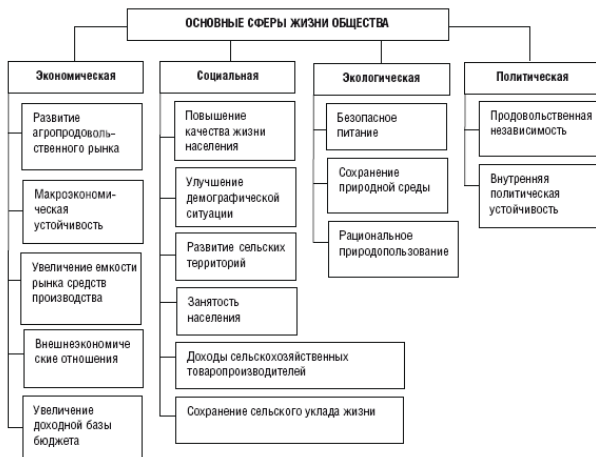 ОСНОВНЫЕ СФЕРЫ ЖИЗНИ ОБЩЕСТВА
Экономическая
Развитие
агропродоволь-
ственного рынка
Макроэкономи-
ческая
устойчивость
Увеличение емкости
рынка средств
производства
Внешнеэкономиче
ские отношения
Увеличение
доходной базы
бюджета
Социальная
Повышение
качества жизни
населения
Улучшение
демографической
ситуации
Развитие сельских
территорий
Занятость
населения
Доходы сельскохозяйственных
товаропроизводителей
Сохранение сельского уклада жизни
Экологическая
Безопасное
питание
Сохранение
природной среды
Рациональное
природопользование
Политическая
Продовольственная
независимость
Внутренняя
политическая
устойчивость